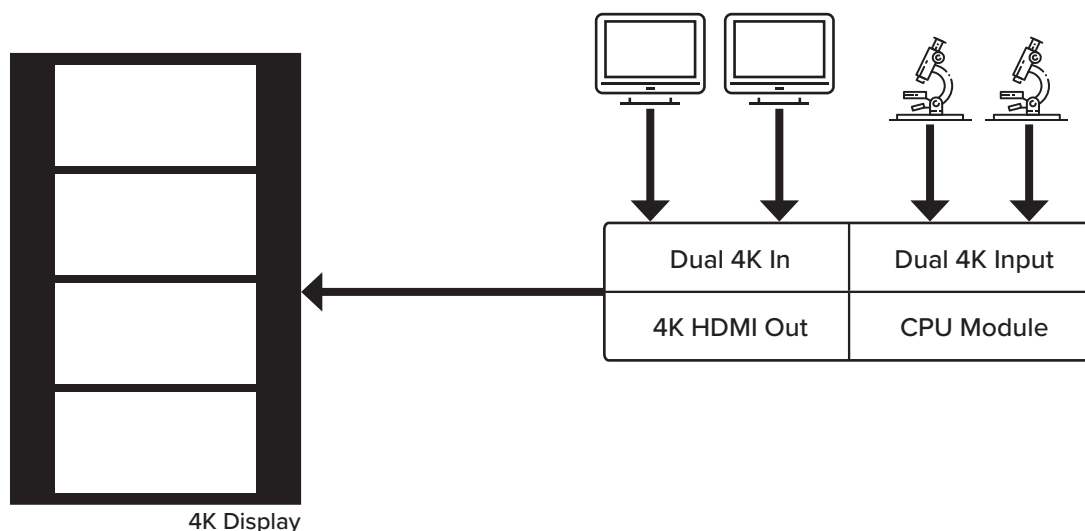 Dual 4K In
Dual 4K Input
4K HDMI Out
CPU Module
4K Display